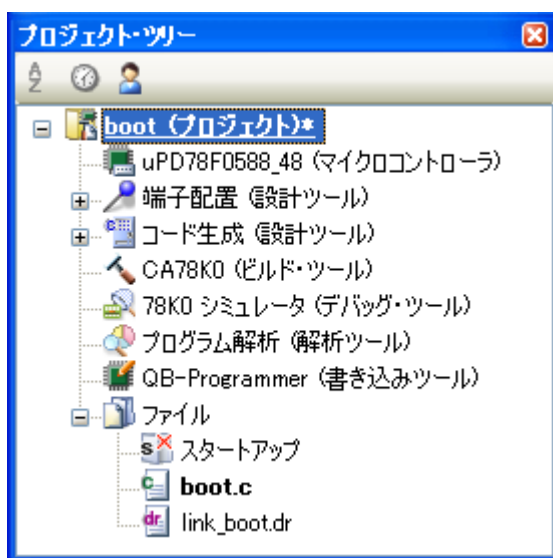 プロジェクト・ツリー
boot (プロジェクト)*
uPD78F0588_48 (マイクロコントローラ)
端子配置 (設計ツール)
コード生成 (設計ツール)
CA78K0 (ビルド・ツール)
78K0 シミュレータ (デバッグ・ツール)
プログラム解析 (解析ツール)
QB-Programmer (書き込みツール)
ファイル
スタートアップ
boot.c
link_boot.dr